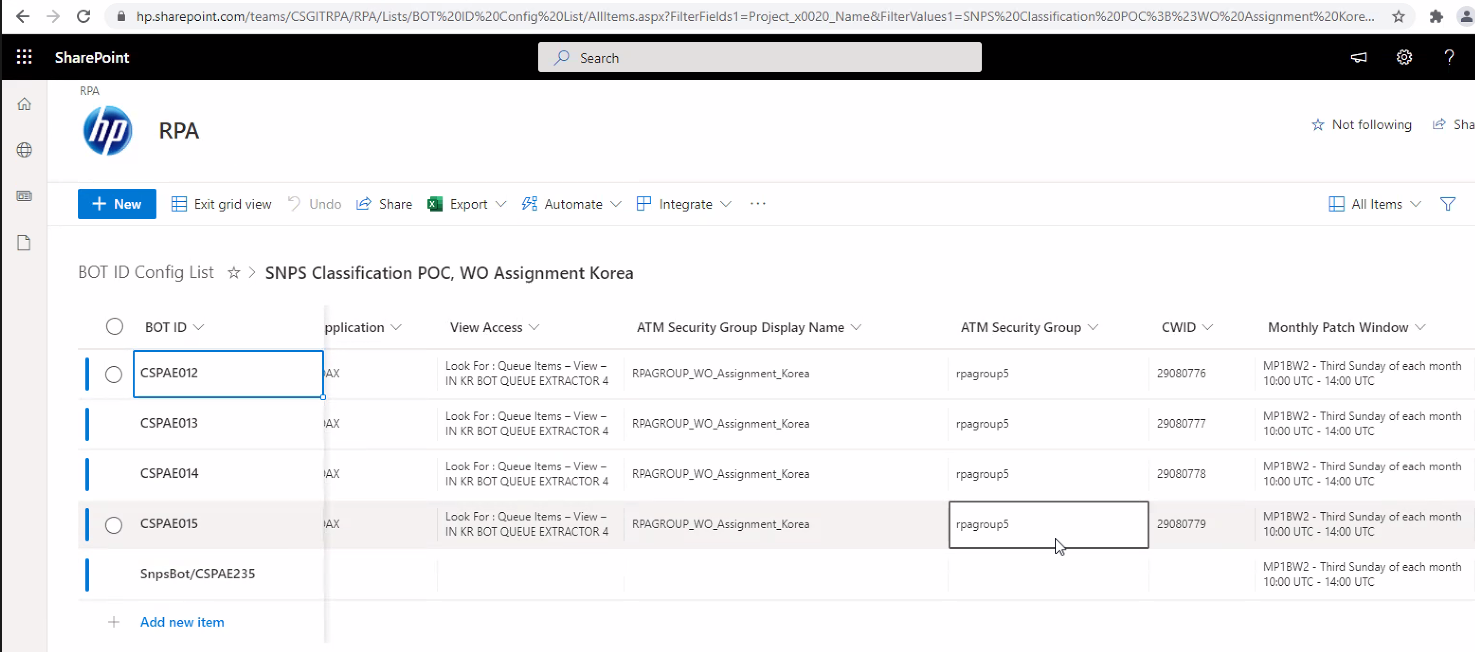 hp.sharepoint.com/teams/CSGITRPA/RPA/Lists/BOT%20ID%20Config%20List/AllItems.aspx?FilterFields1=Project_x0020_Name&FilterValues1=SNPS%20Classification%20POC%3B%23WO%20Assignment%20Kore...
SharePoint
Search
RPA
hp
RPA
Not following
Sha
New
Exit grid view
Undo
Share
Export
Automate
Integrate
All Items
BOT ID Config List
SNPS Classification POC, WO Assignment Korea
BOT ID
pplication
View Access
ATM Security Group Display Name
ATM Security Group
CWID
Monthly Patch Window
CSPAE012
AX
Look For : Queue Items – View –
IN KR BOT QUEUE EXTRACTOR 4
RPAGROUP_WO_Assignment_Korea
rpagroup5
29080776
MP1BW2 - Third Sunday of each month
10:00 UTC - 14:00 UTC
CSPAE013
AX
Look For : Queue Items – View –
IN KR BOT QUEUE EXTRACTOR 4
RPAGROUP_WO_Assignment_Korea
rpagroup5
29080777
MP1BW2 - Third Sunday of each month
10:00 UTC - 14:00 UTC
CSPAE014
AX
Look For : Queue Items – View –
IN KR BOT QUEUE EXTRACTOR 4
RPAGROUP_WO_Assignment_Korea
rpagroup5
29080778
MP1BW2 - Third Sunday of each month
10:00 UTC - 14:00 UTC
CSPAE015
AX
Look For : Queue Items – View –
IN KR BOT QUEUE EXTRACTOR 4
RPAGROUP_WO_Assignment_Korea
rpagroup5
29080779
MP1BW2 - Third Sunday of each month
10:00 UTC - 14:00 UTC
SnpsBot/CSPAE235
MP1BW2 - Third Sunday of each month
10:00 UTC - 14:00 UTC
Add new item